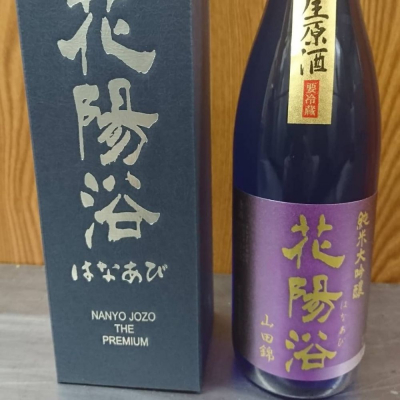 花陽浴
はなあび
NANYO JOZO
THE
PREMIUM
生原酒
要冷蔵
純米大吟醸
花陽浴
はなあび
山田錦